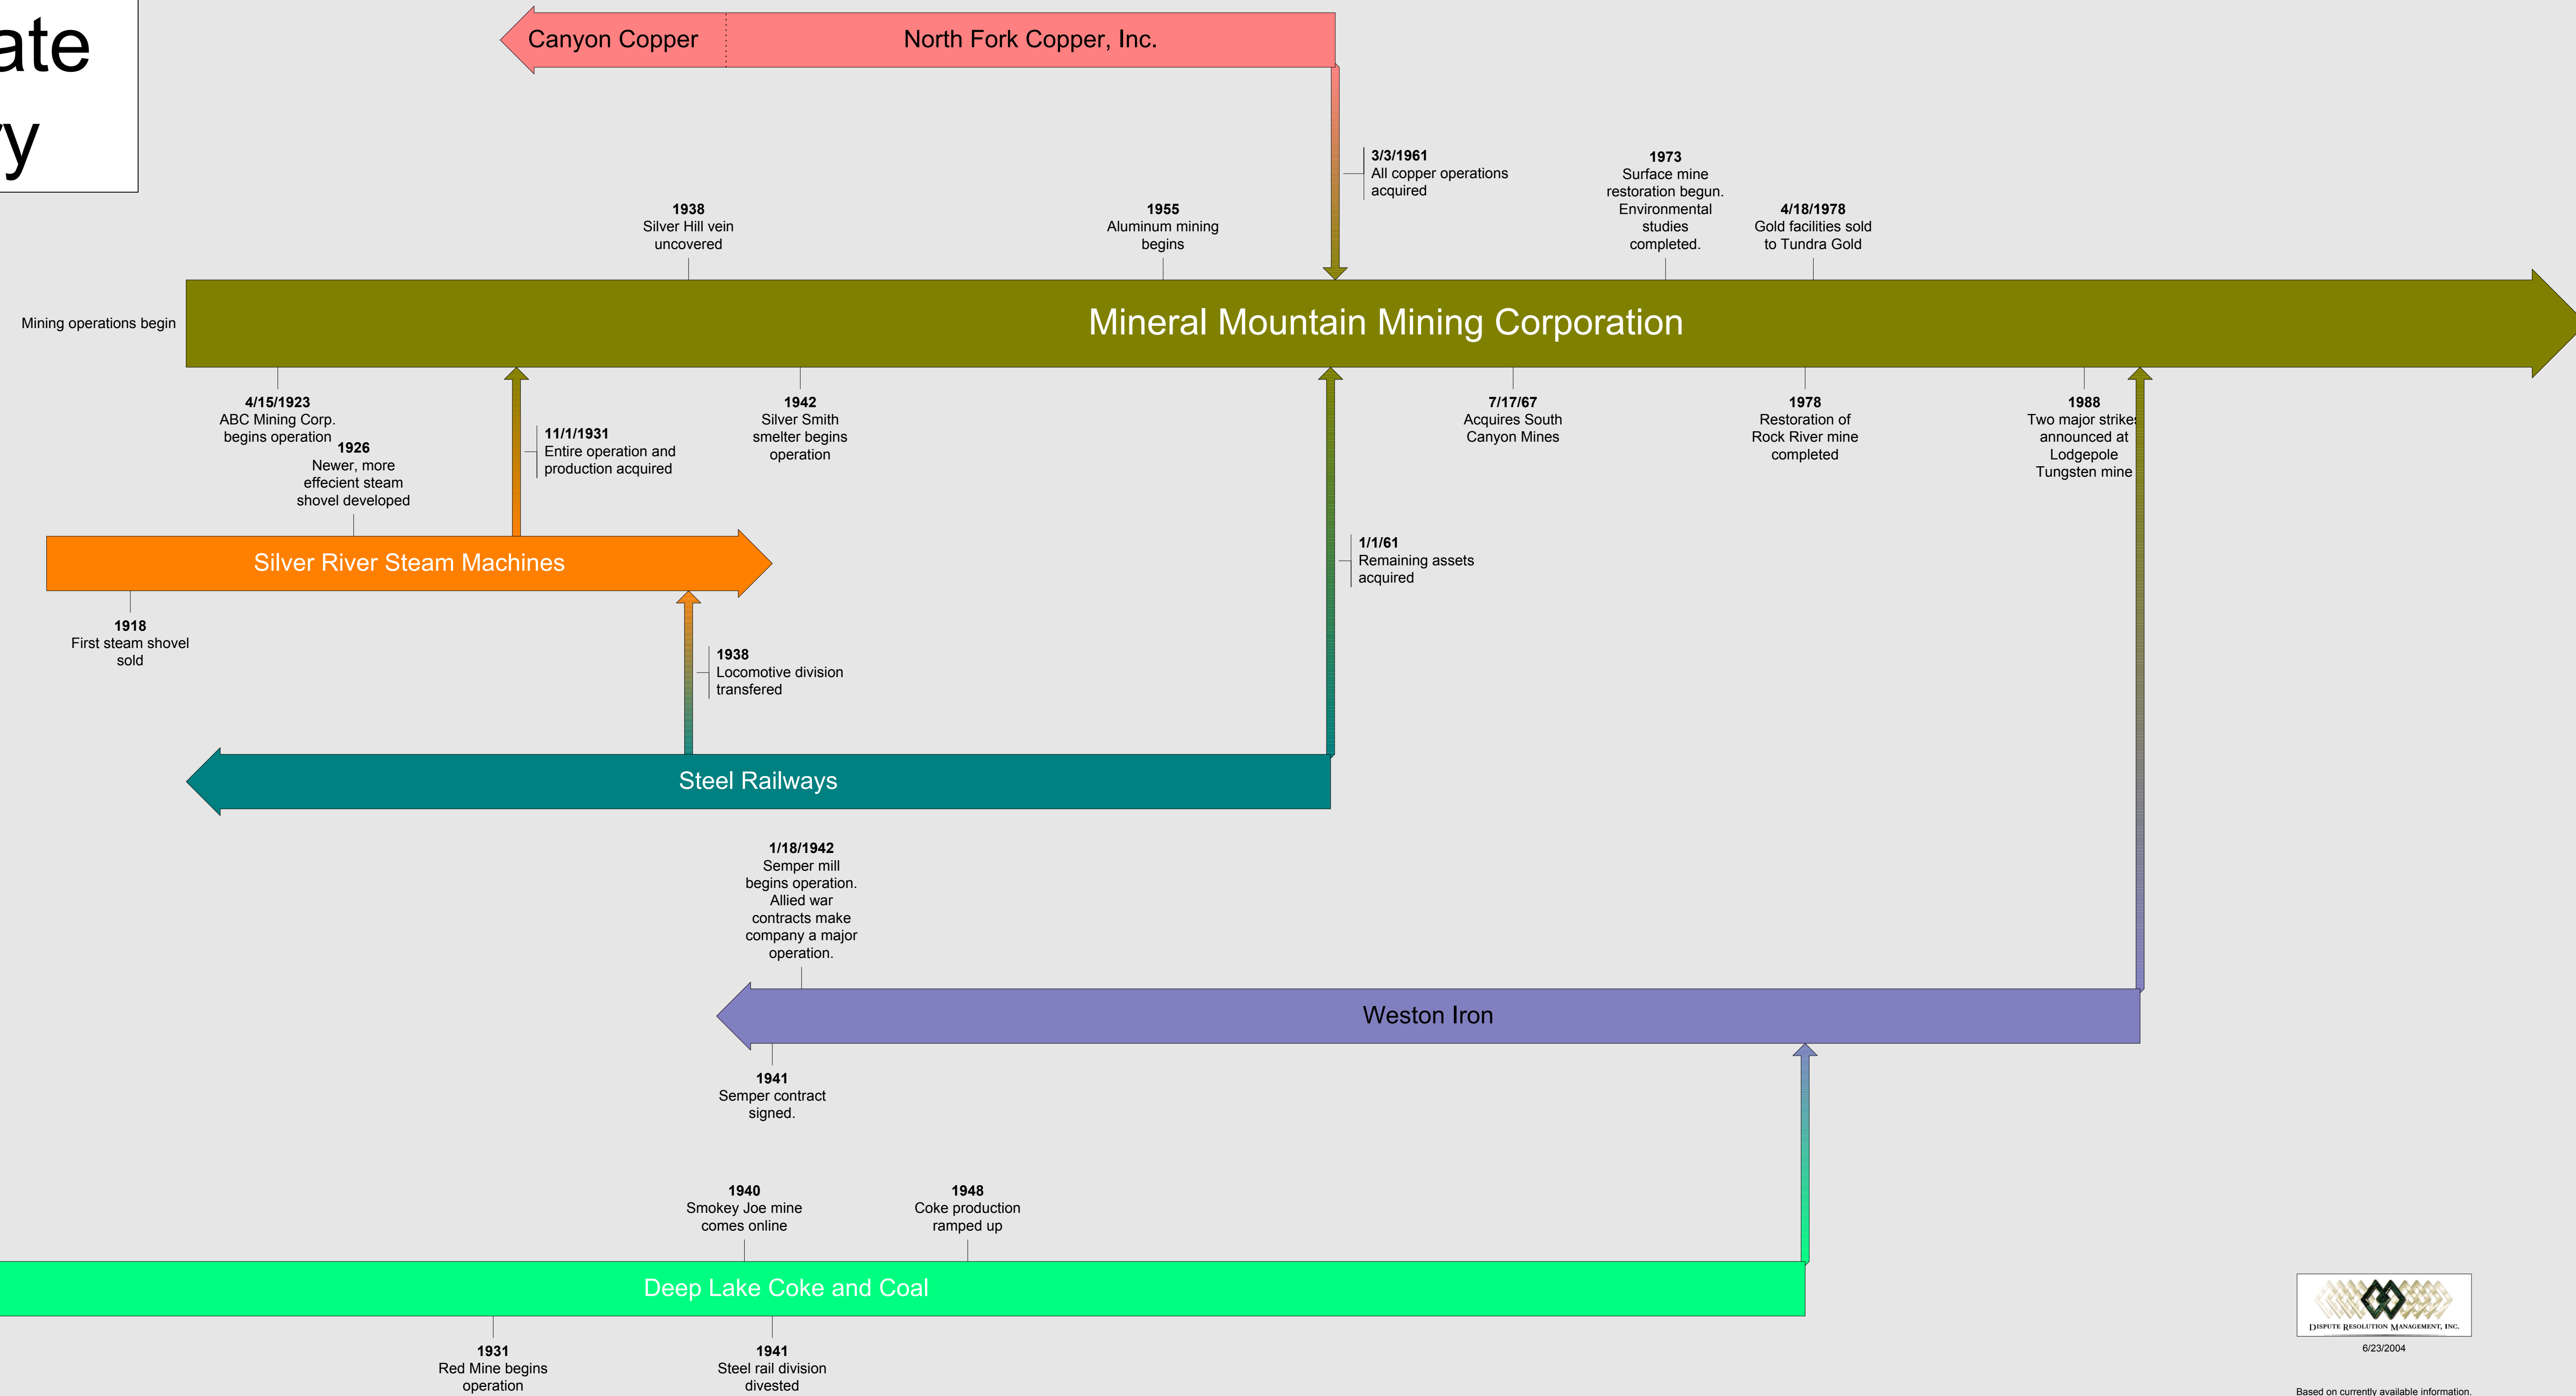 ate
y
Canyon Copper
North Fork Copper, Inc.
3/3/1961
All copper operations
acquired
1973
Surface mine
restoration begun.
Environmental
studies
completed.
1938
Silver Hill vein
uncovered
1955
Aluminum mining
begins
4/18/1978
Gold facilities sold
to Tundra Gold
Mining operations begin
Mineral Mountain Mining Corporation
4/15/1923
ABC Mining Corp.
begins operation
1926
Newer, more
effecient steam
shovel developed
11/1/1931
Entire operation and
production acquired
1942
Silver Smith
smelter begins
operation
7/17/67
Acquires South
Canyon Mines
1978
Restoration of
Rock River mine
completed
1988
Two major strikes
announced at
Lodgepole
Tungsten mine
Silver River Steam Machines
1/1/61
Remaining assets
acquired
1918
First steam shovel
sold
1938
Locomotive division
transfered
Steel Railways
1/18/1942
Semper mill
begins operation.
Allied war
contracts make
company a major
operation.
Weston Iron
1941
Semper contract
signed.
1940
Smokey Joe mine
comes online
1948
Coke production
ramped up
Deep Lake Coke and Coal
1931
Red Mine begins
operation
1941
Steel rail division
divested
DISPUTE RESOLUTION MANAGEMENT, INC.
6/23/2004
Based on currently available information.